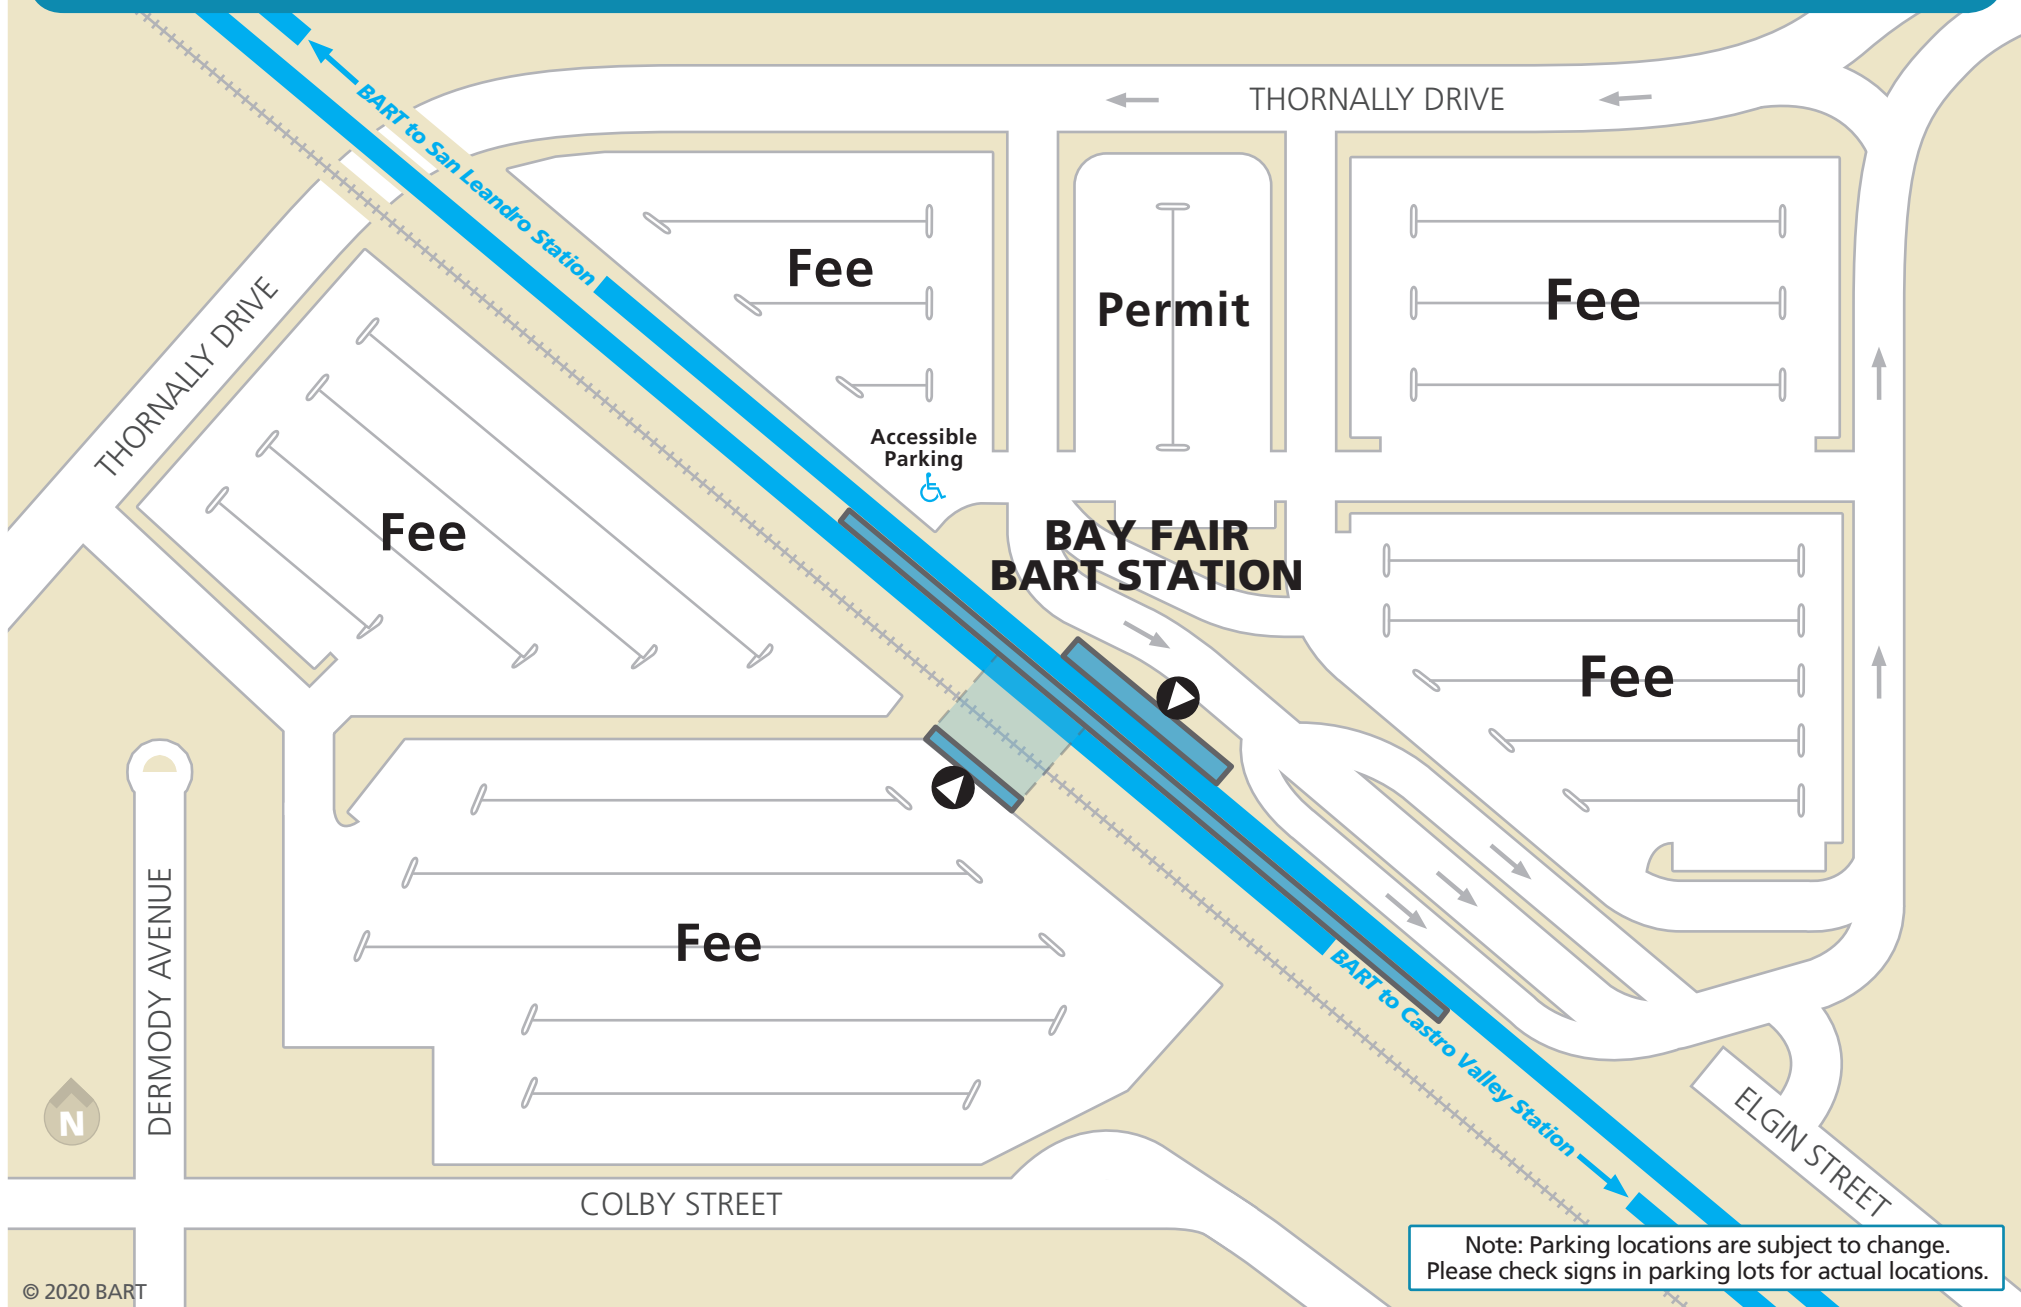 THORNALLY DRIVE
BART to San Leandro Station
Fee
Permit
Fee
THORNALLY DRIVE
Accessible
Parking
Fee
BAY FAIR
BART STATION
Fee
DERMODY AVENUE
Fee
BART to Castro Valley Station
N
ELGIN STREET
COLBY STREET
Note: Parking locations are subject to change.
Please check signs in parking lots for actual locations.
© 2020 BART